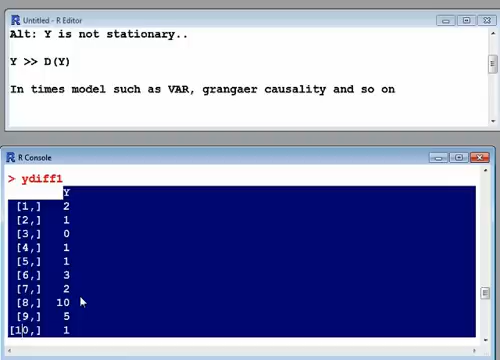 Untitled - R Editor
Alt: Y is not stationary..
Y >> D(Y)
In times model such as VAR, grangaer causality and so on
R Console
> ydiff1
Y
[1,] 2
[2,] 1
[3,] 0
[4,] 1
[5,] 1
[6,] 3
[7,] 2
[8,] 10
[9,] 5
[10,] 1